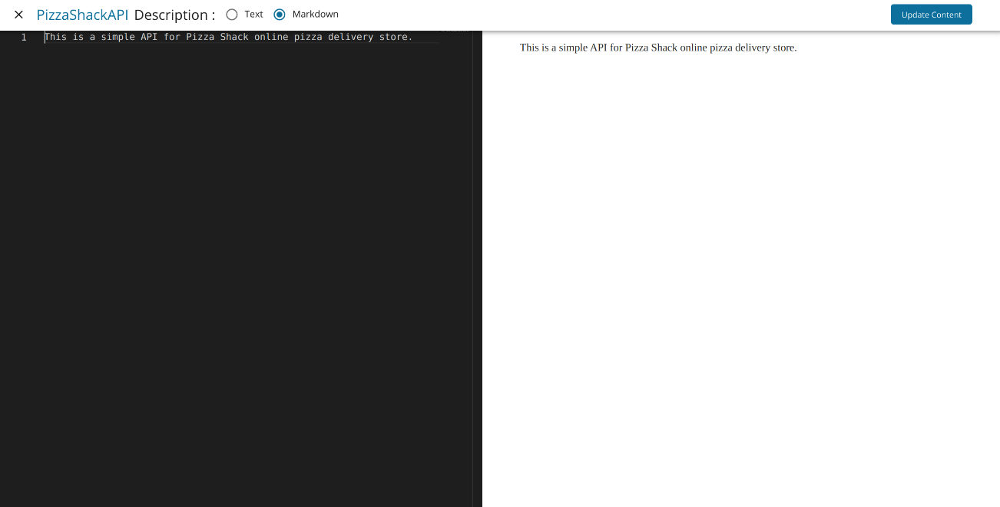 PizzaShackAPI Description : Text Markdown Update Content
1 This is a simple API for Pizza Shack online pizza delivery store.
This is a simple API for Pizza Shack online pizza delivery store.